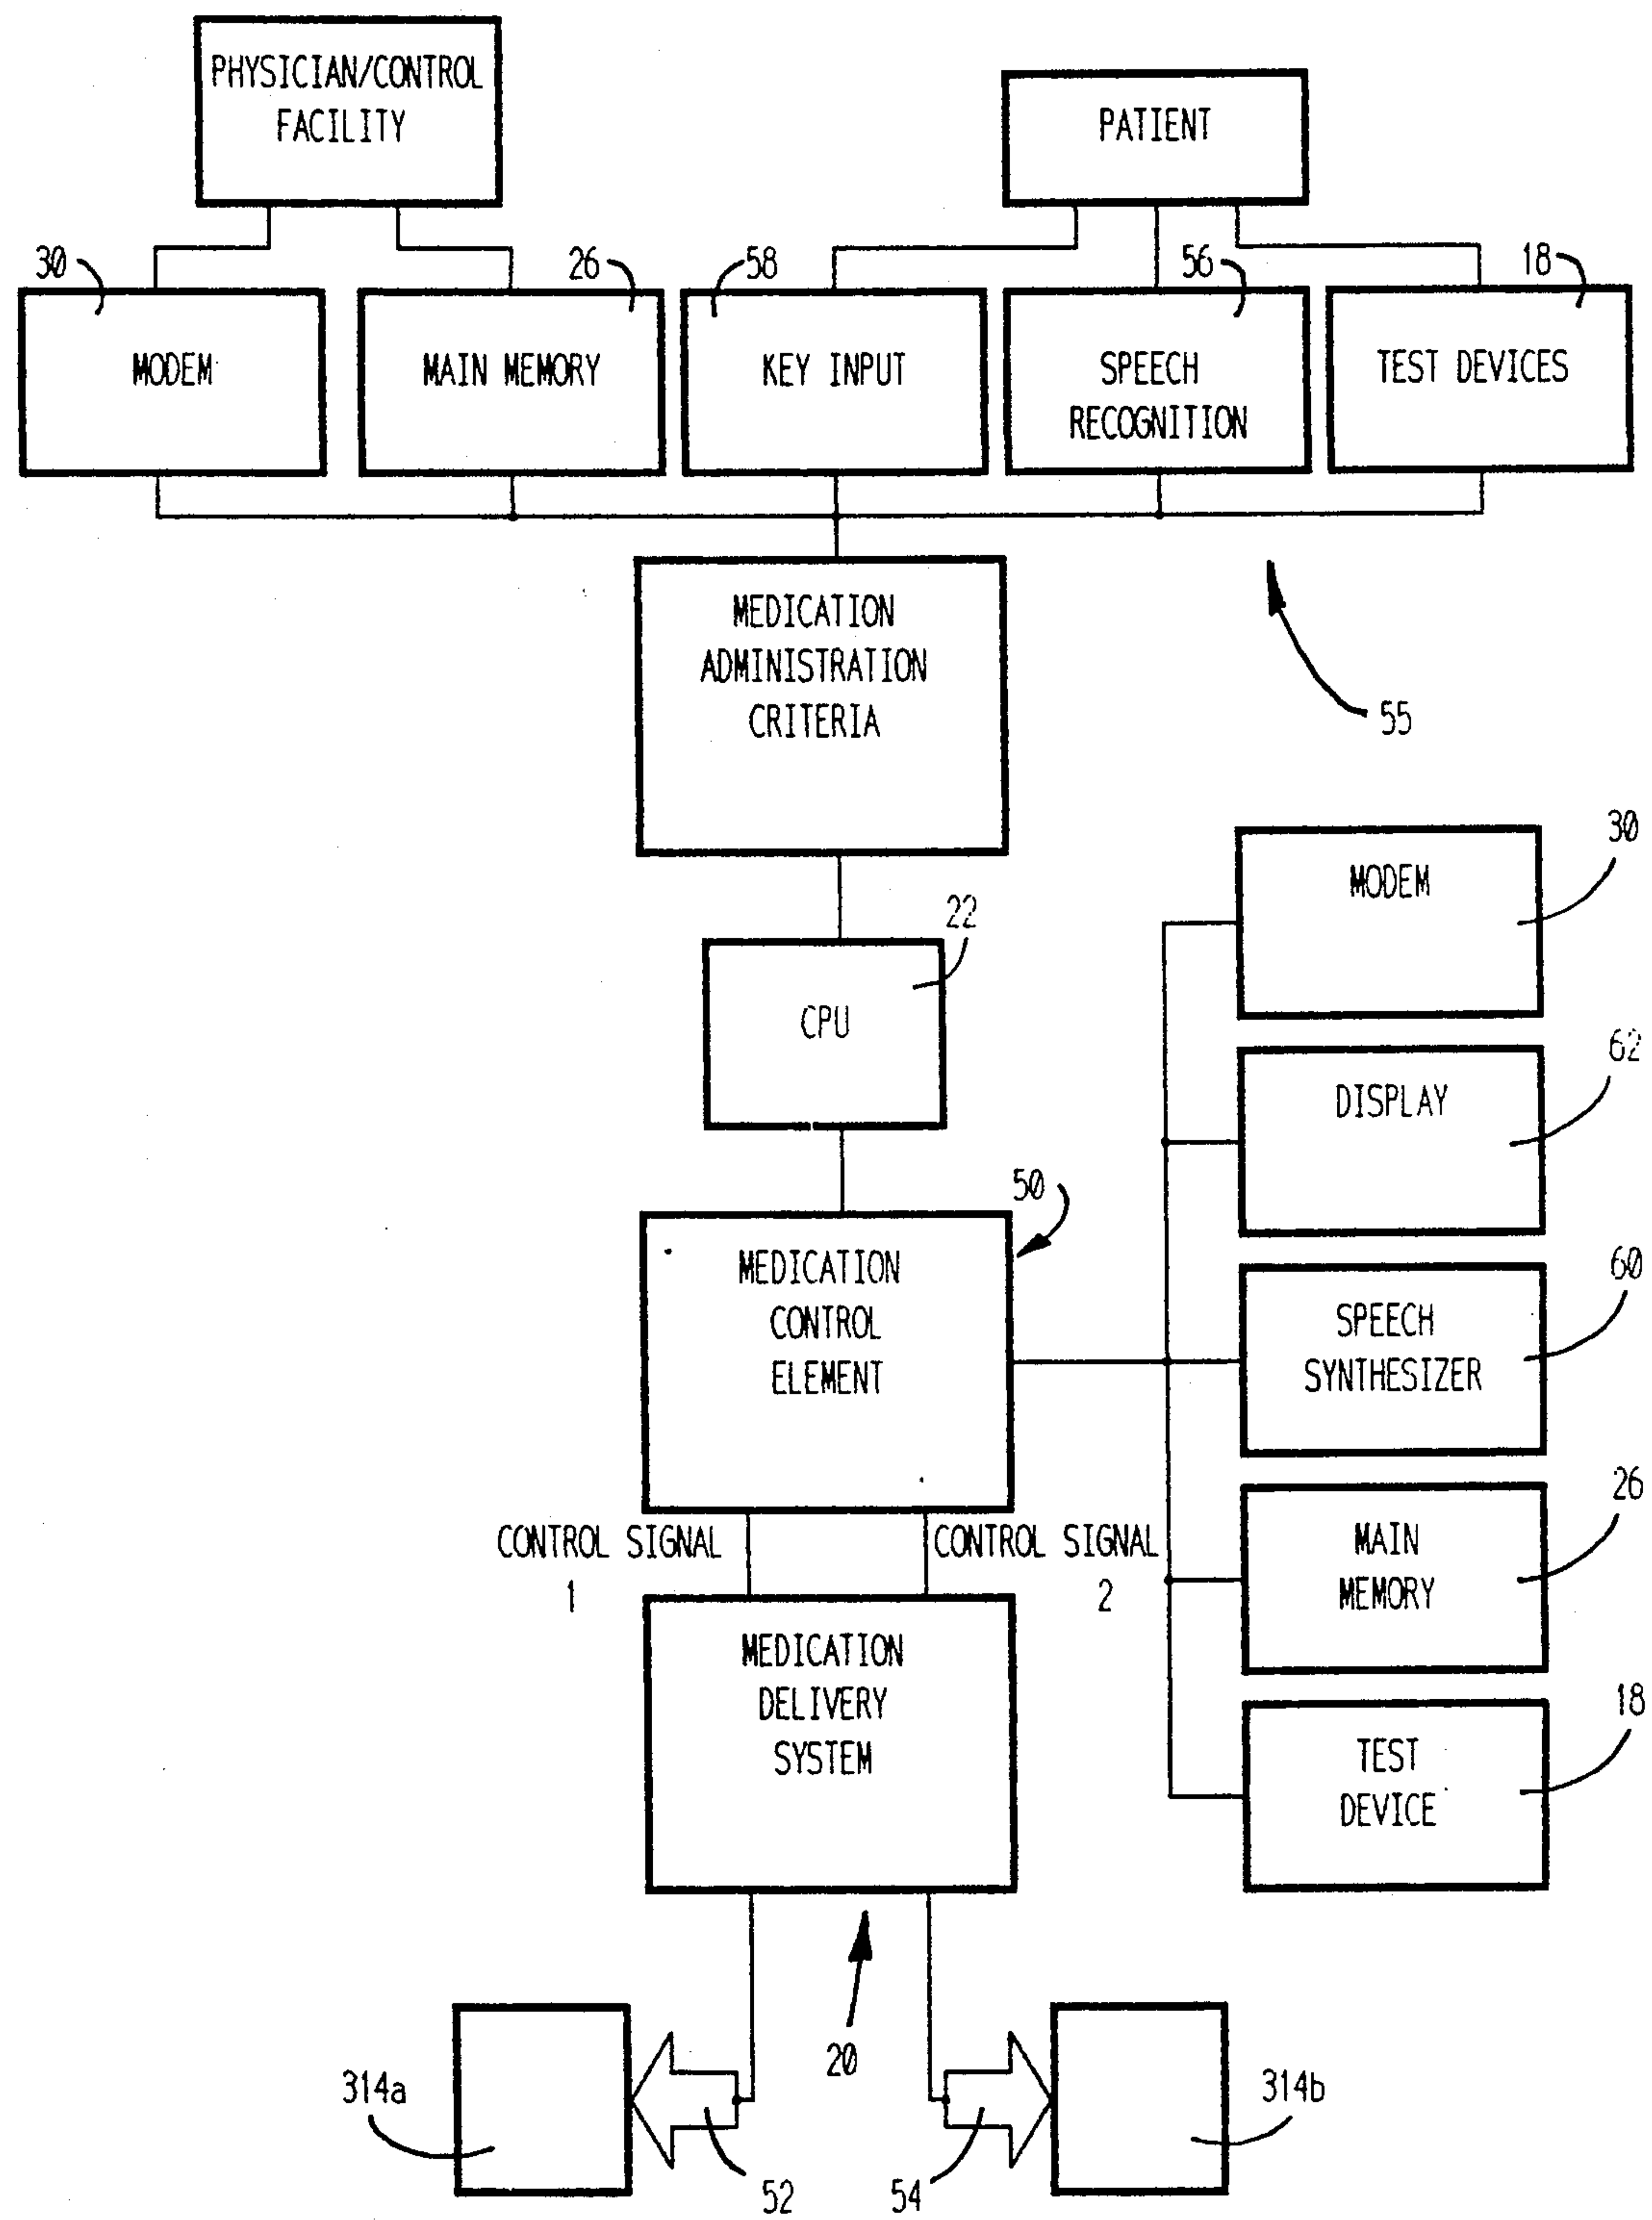 PHYSICIAN/CONTROL
FACILITY
PATIENT
30
26
58
56
18
MODEM
MAIN MEMORY
KEY INPUT
SPEECH
RECOGNITION
TEST DEVICES
MEDICATION
ADMINISTRATION
CRITERIA
55
30
MODEM
22
CPU
62
DISPLAY
50
MEDICATION
CONTROL
ELEMENT
60
SPEECH
SYNTHESIZER
CONTROL SIGNAL
1
CONTROL SIGNAL
2
26
MAIN
MEMORY
MEDICATION
DELIVERY
SYSTEM
18
TEST
DEVICE
20
314a
314b
52
54